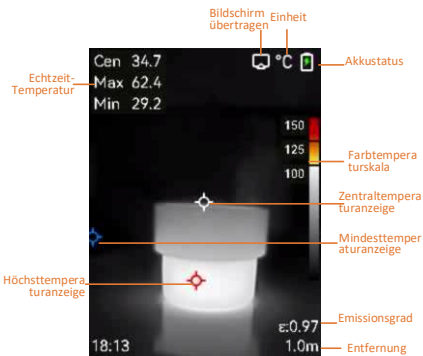 Bildschirm
übertragen
Einheit
Cen 34.7
Max 62.4
Min 29.2
°C
Akkustatus
Echtzeit-
Temperatur
150
125
100
Farbtempera
turskala
Zentraltempera
turanzeige
Mindesttemper
aturanzeige
Höchsttempera
turanzeige
ε:0.97
Emissionsgrad
18:13
1.0m
Entfernung